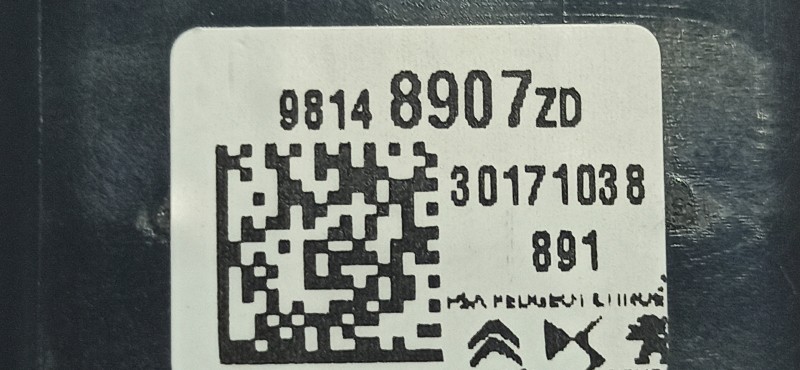 9814 8907ZD
30171038
891
PSA PEUGEOT CITROËN